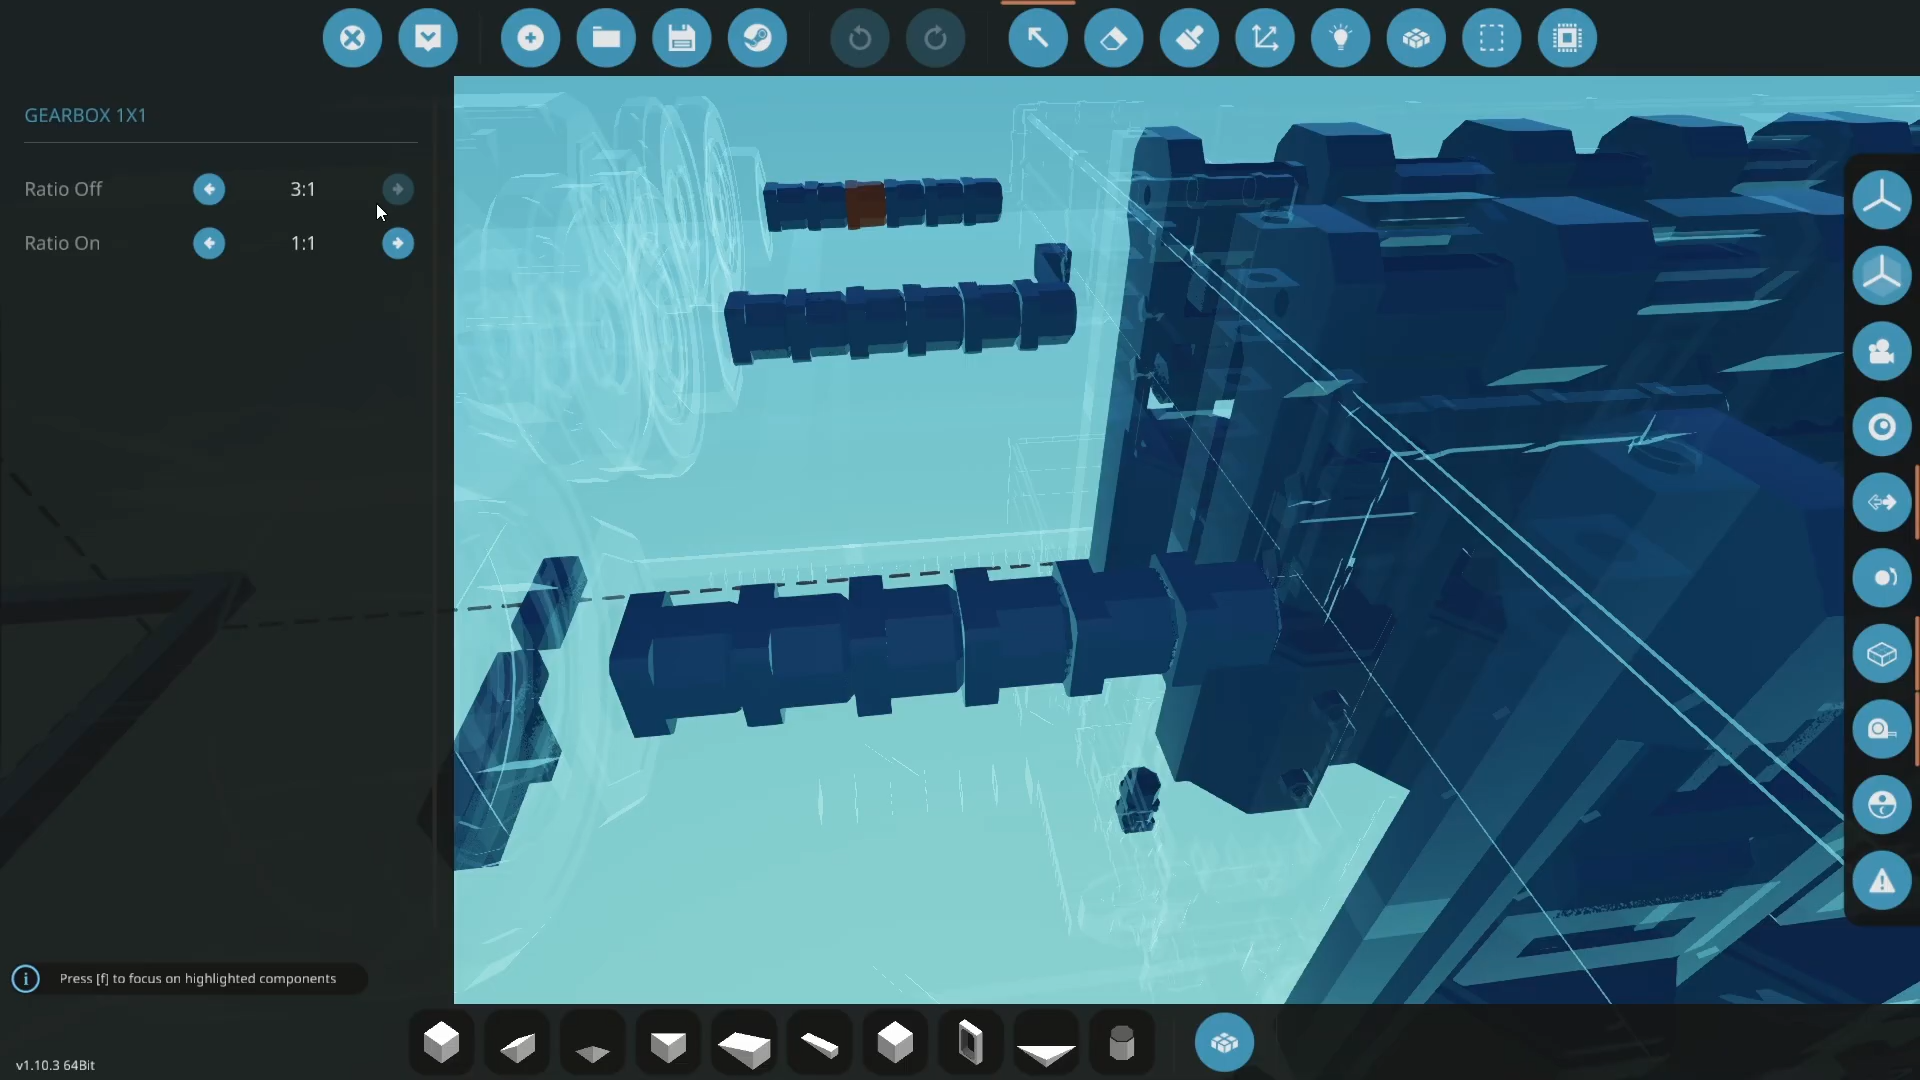 GEARBOX 1X1
Ratio Off 3:1
Ratio On 1:1
Press [f] to focus on highlighted components
v1.10.3 64Bit